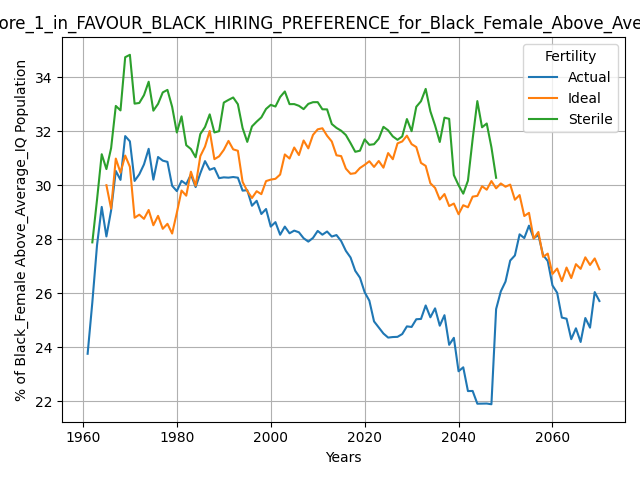 ore_1_in_FAVOUR_BLACK_HIRING_PREFERENCE_for_Black_Female_Above_Ave
Fertility
Actual
Ideal
Sterile
% of Black_Female Above_Average_IQ Population
34
32
30
28
26
24
22
1960
1980
2000
2020
2040
2060
Years